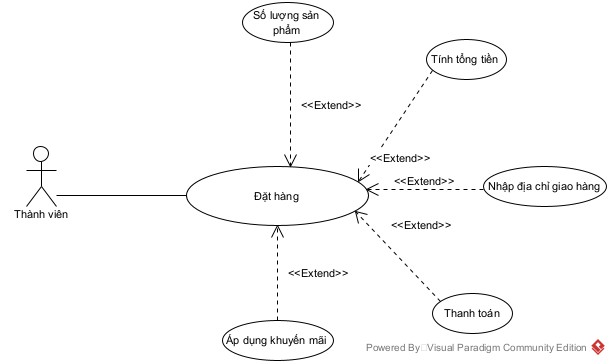 Số lượng sản
phẩm
Tính tổng tiền
<<Extend>>
<<Extend>>
<<Extend>>
Nhập địa chỉ giao hàng
Đặt hàng
Thành viên
<<Extend>>
<<Extend>>
Thanh toán
Áp dụng khuyến mãi
Powered By Visual Paradigm Community Edition